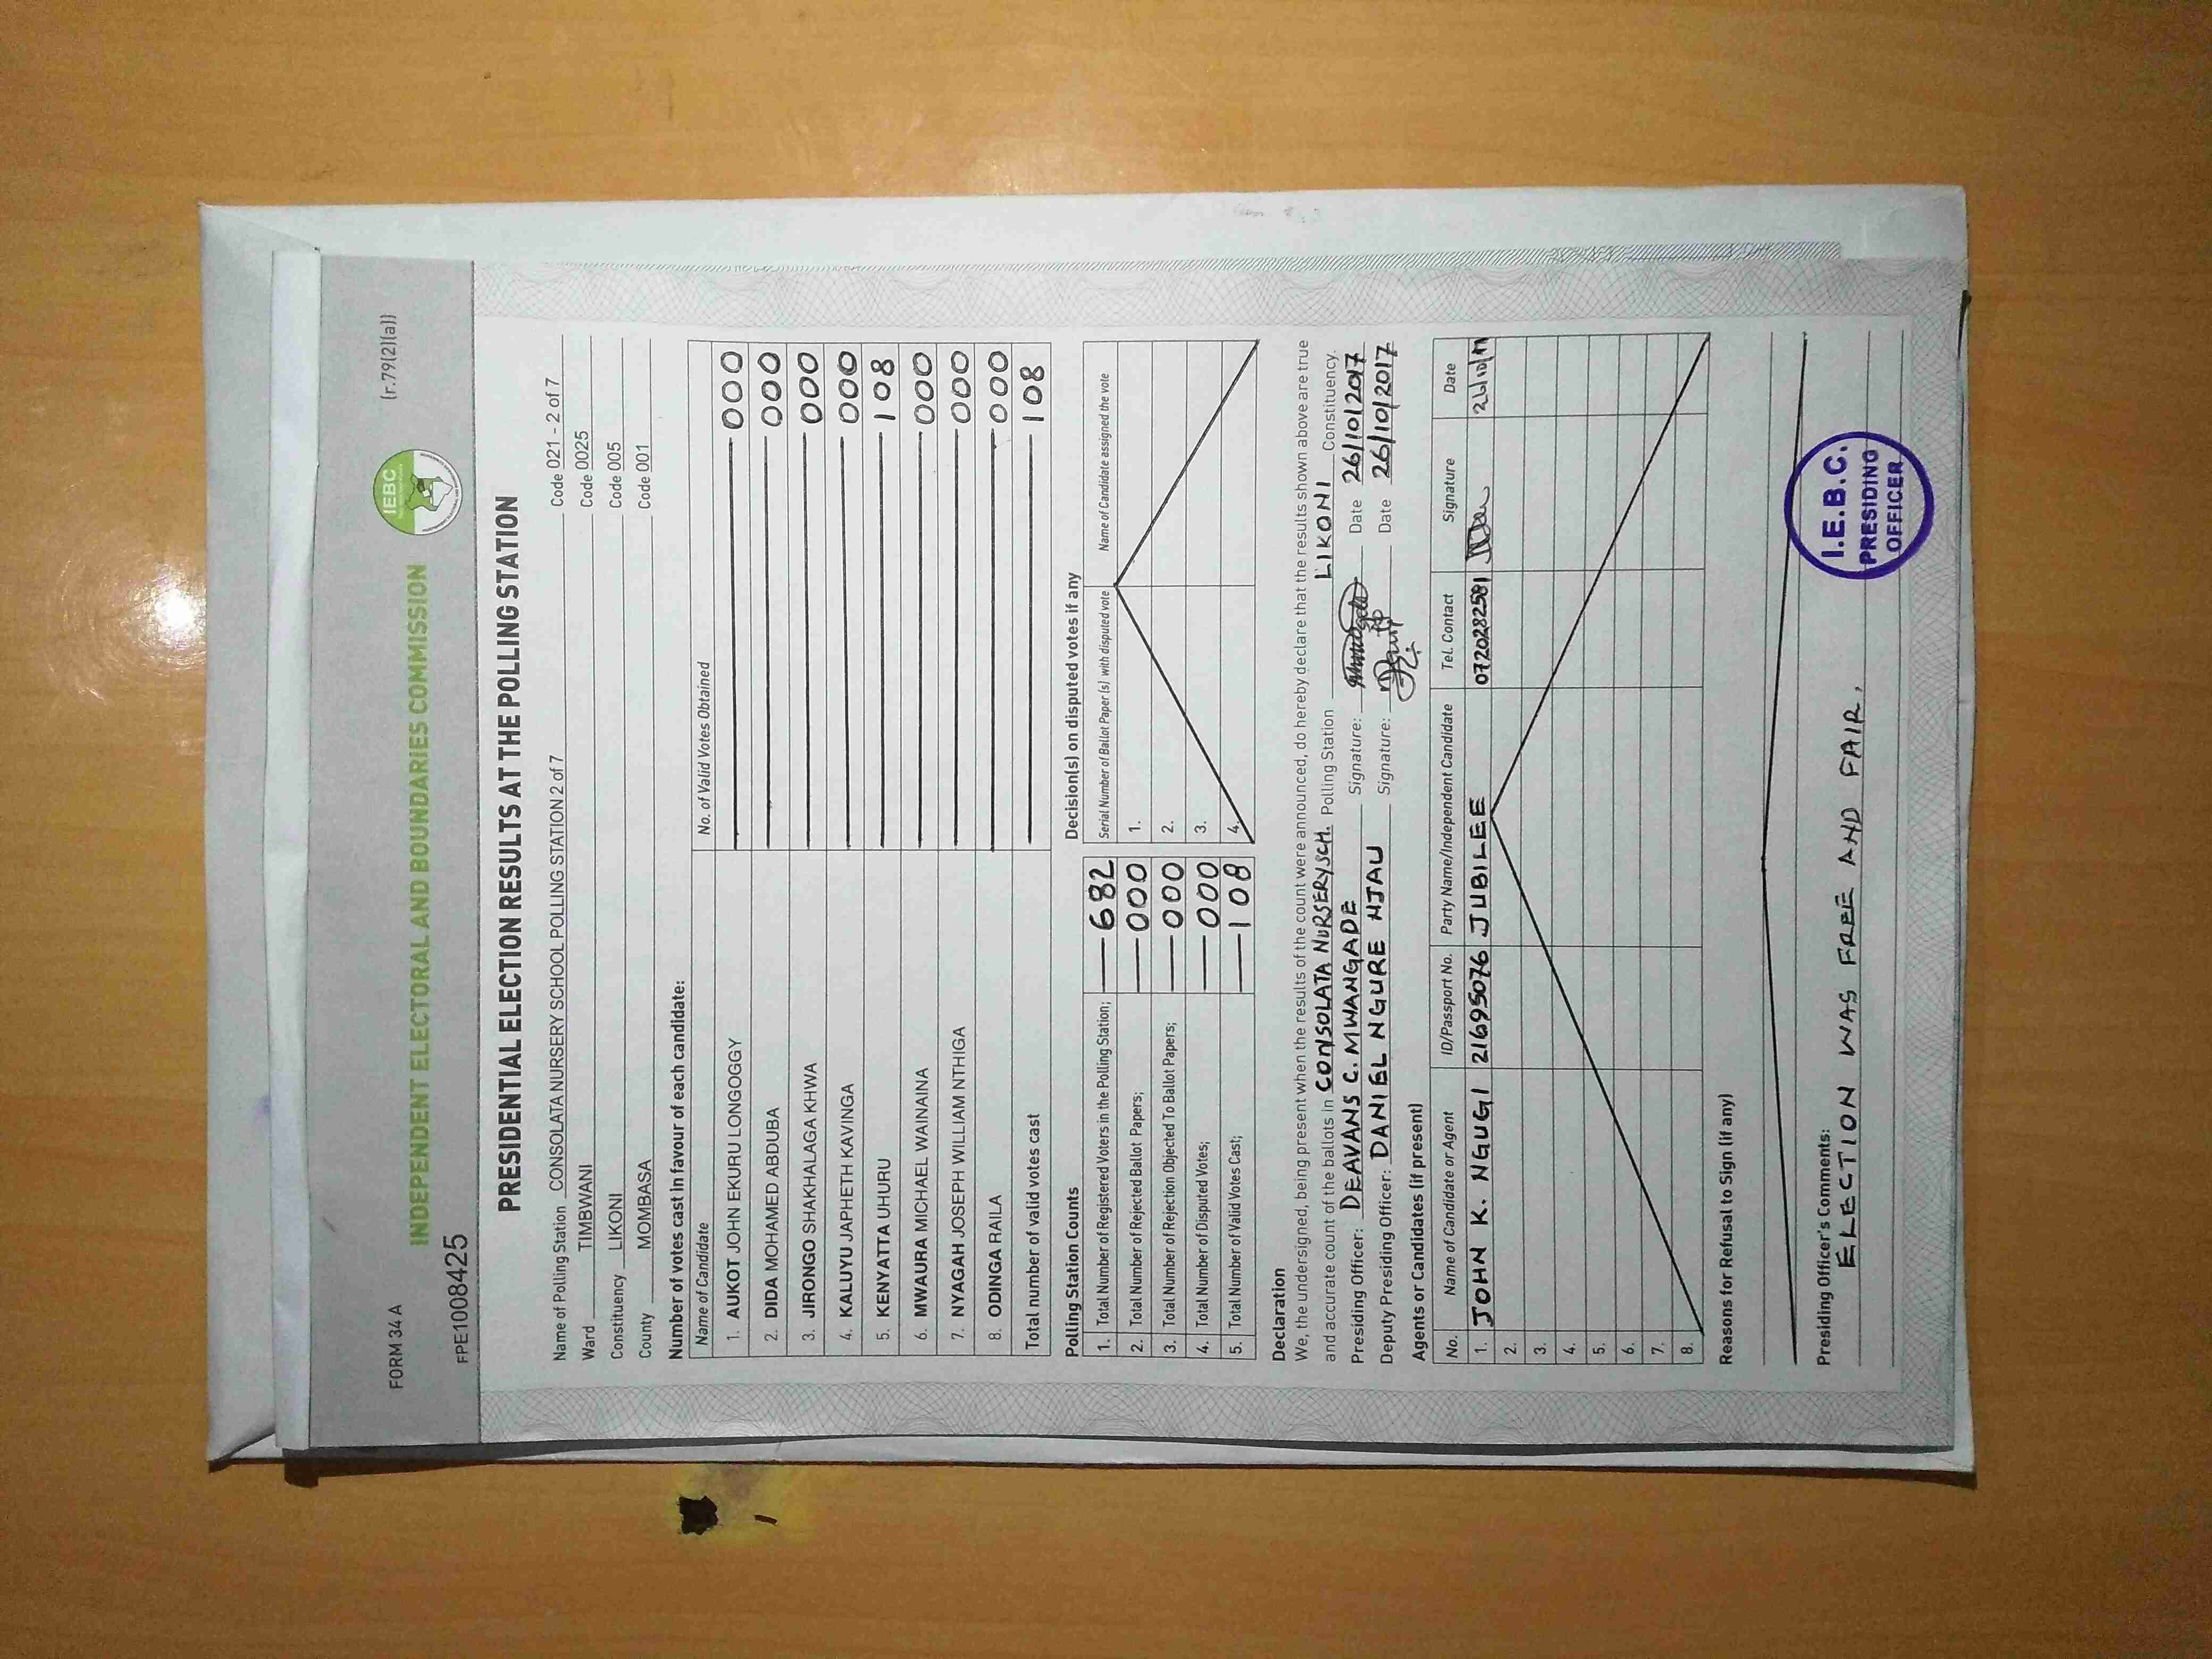 FORM 34 A
(r.79(2)(a))
IEBC
INDEPENDENT ELECTORAL AND BOUNDARIES COMMISSION
FPE1008425
PRESIDENTIAL ELECTION RESULTS AT THE POLLING STATION
Name of Polling Station CONSOLATA NURSERY SCHOOL POLLING STATION 2 of 7 Code 021 - 2 of 7
Ward TIMBWANI Code 0025
Constituency LIKONI Code 005
County MOMBASA Code 001
Number of votes cast in favour of each candidate:
Name of Candidate No. of Valid Votes Obtained
1. AUKOT JOHN EKURU LONGOGGY 000
2. DIDA MOHAMED ABDUBA 000
3. JIRONGO SHAKHALAGA KHWA 000
4. KALUYU JAPHETH KAVINGA 000
5. KENYATTA UHURU 108
6. MWAURA MICHAEL WAINAINA 000
7. NYAGAH JOSEPH WILLIAM NTHIGA 000
8. ODINGA RAILA 000
Total number of valid votes cast 108
Polling Station Counts
1. Total Number of Registered Voters in the Polling Station; 682
2. Total Number of Rejected Ballot Papers; 000
3. Total Number of Rejection Objected To Ballot Papers; 000
4. Total Number of Disputed Votes; 000
5. Total Number of Valid Votes Cast; 108
Decision(s) on disputed votes if any
Serial Number of Ballot Paper (s) with disputed vote Name of Candidate assigned the vote
1.
2.
3.
4.
Declaration
We, the undersigned, being present when the results of the count were announced, do hereby declare that the results shown above are true
and accurate count of the ballots in CONSOLATA NURSERY SCH. Polling Station LIKONI Constituency.
Presiding Officer: DEAVANS C. MWANGADE Signature: Date 26/10/2017
Deputy Presiding Officer: DANIEL NGURE NJAU Signature: Date 26/10/2017
Agents or Candidates (if present)
No. Name of Candidate or Agent ID/Passport No. Party Name/Independent Candidate Tel. Contact Signature Date
1. JOHN K. NGUGI 21695076 JUBILEE 0720282581 26/10/17
2.
3.
4.
5.
6.
7.
8.
Reasons for Refusal to Sign (if any)
Presiding Officer's Comments:
ELECTION WAS FREE AND FAIR.
I.E.B.C.
PRESIDING
OFFICER